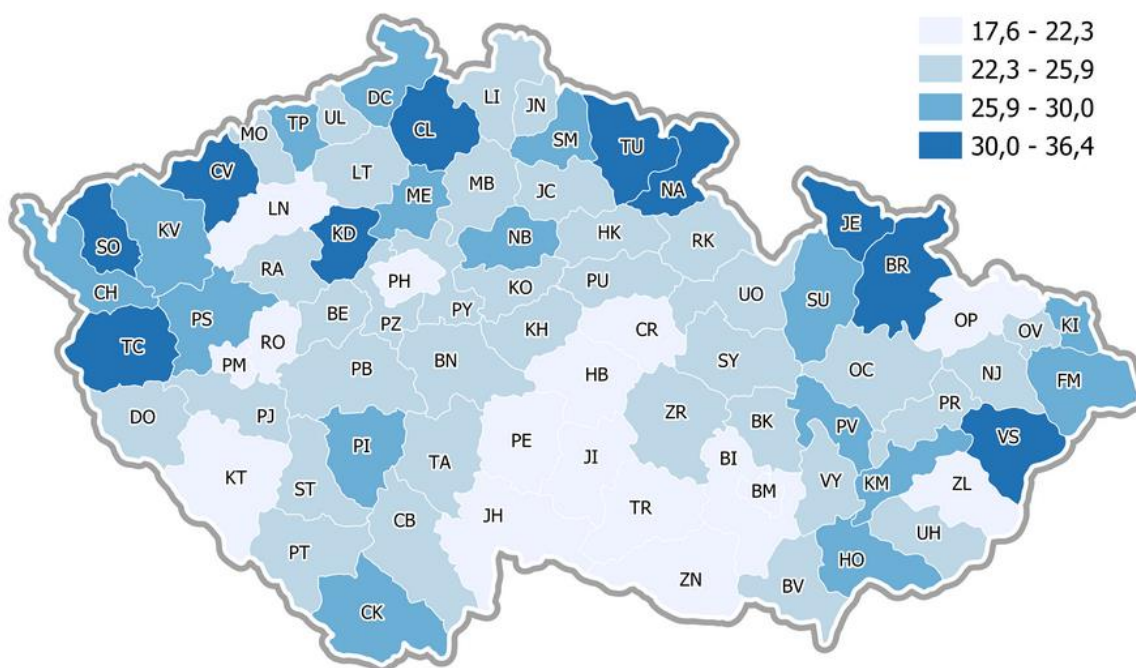 17,6 - 22,3
22,3 - 25,9
25,9 - 30,0
30,0 - 36,4
DC
LI
JN
MO
TP
UL
CL
SM
TU
CV
LT
ME
MB
JC
NA
LN
SO
KV
KD
NB
HK
RK
JE
RA
PH
BR
CH
PS
BE
PZ
PY
KO
PU
UO
SU
TC
RO
PM
KH
CR
OP
OV
KI
PB
BN
HB
SY
OC
NJ
FM
DO
PJ
PI
TA
PE
JI
ZR
BK
PV
PR
VS
KT
ST
BI
BM
VY
KM
ZL
CB
JH
TR
UH
PT
ZN
BV
HO
CK